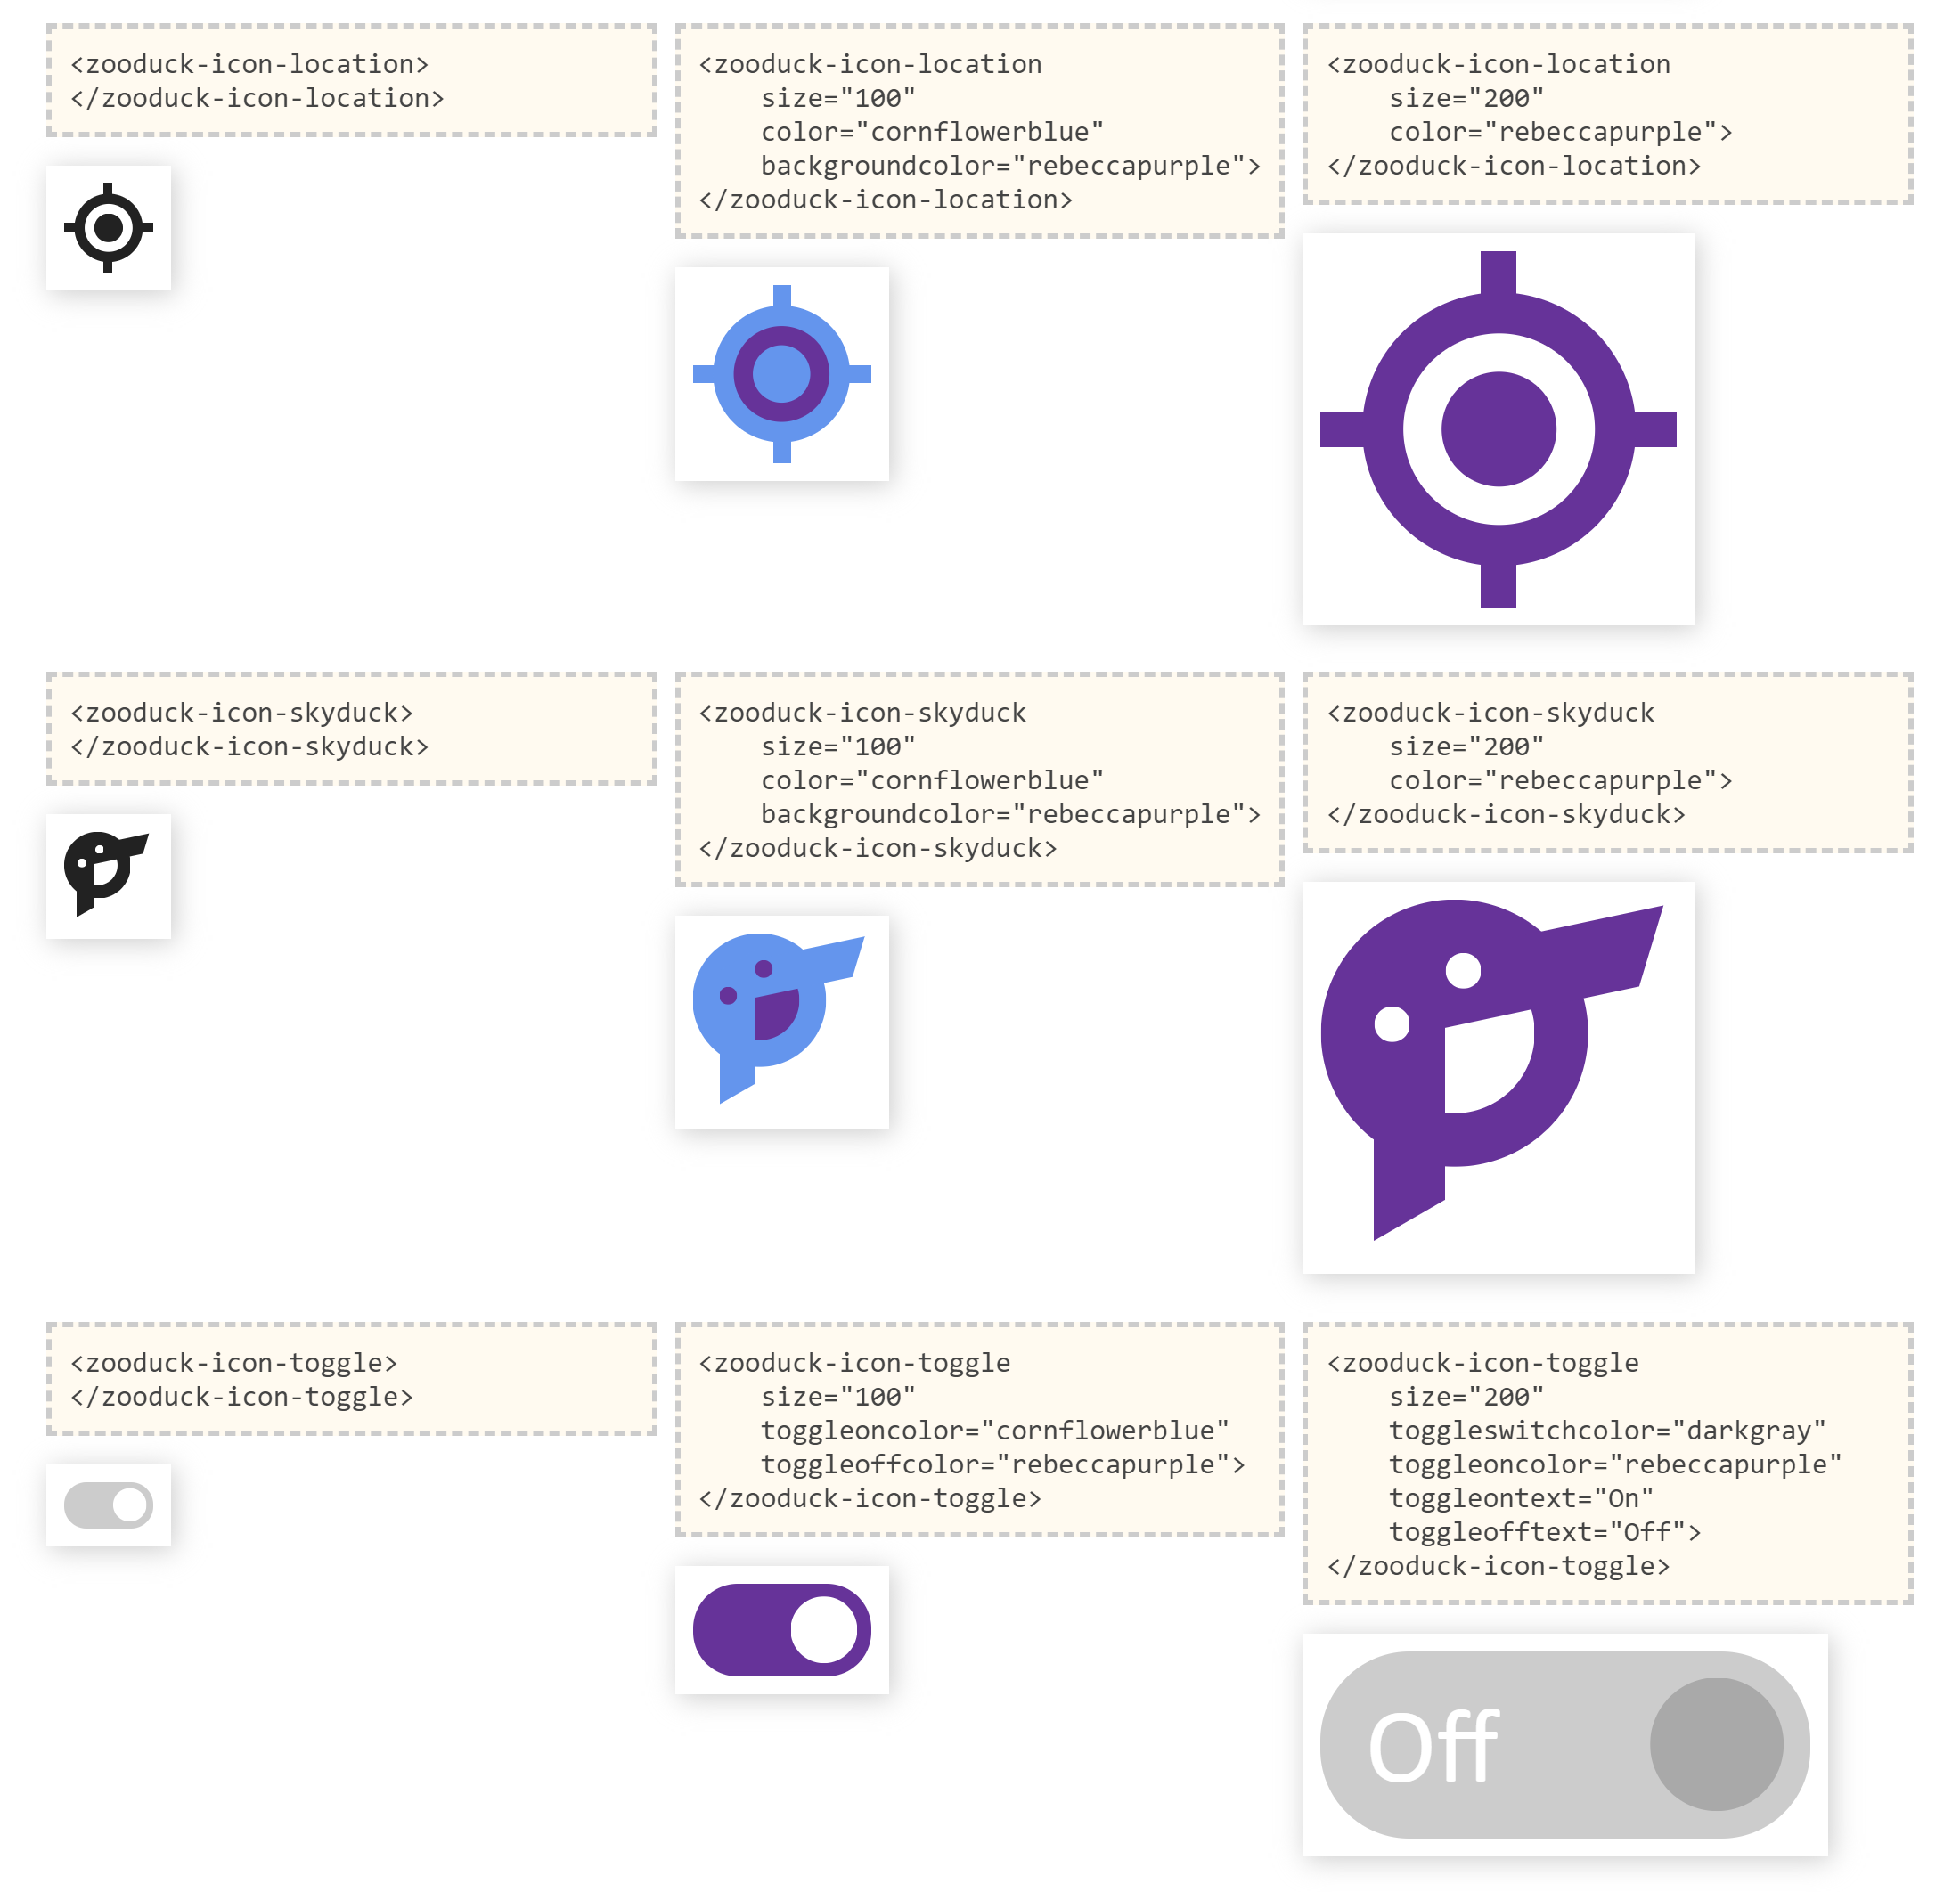 <zooduck-icon-location>
</zooduck-icon-location>
<zooduck-icon-location
    size="100"
    color="cornflowerblue"
    backgroundcolor="rebeccapurple">
</zooduck-icon-location>
<zooduck-icon-location
    size="200"
    color="rebeccapurple">
</zooduck-icon-location>
<zooduck-icon-skyduck>
</zooduck-icon-skyduck>
<zooduck-icon-skyduck
    size="100"
    color="cornflowerblue"
    backgroundcolor="rebeccapurple">
</zooduck-icon-skyduck>
<zooduck-icon-skyduck
    size="200"
    color="rebeccapurple">
</zooduck-icon-skyduck>
<zooduck-icon-toggle>
</zooduck-icon-toggle>
<zooduck-icon-toggle
    size="100"
    toggleoncolor="cornflowerblue"
    toggleoffcolor="rebeccapurple">
</zooduck-icon-toggle>
<zooduck-icon-toggle
    size="200"
    toggleswitchcolor="darkgray"
    toggleoncolor="rebeccapurple"
    toggleontext="On"
    toggleofftext="Off">
</zooduck-icon-toggle>
Off